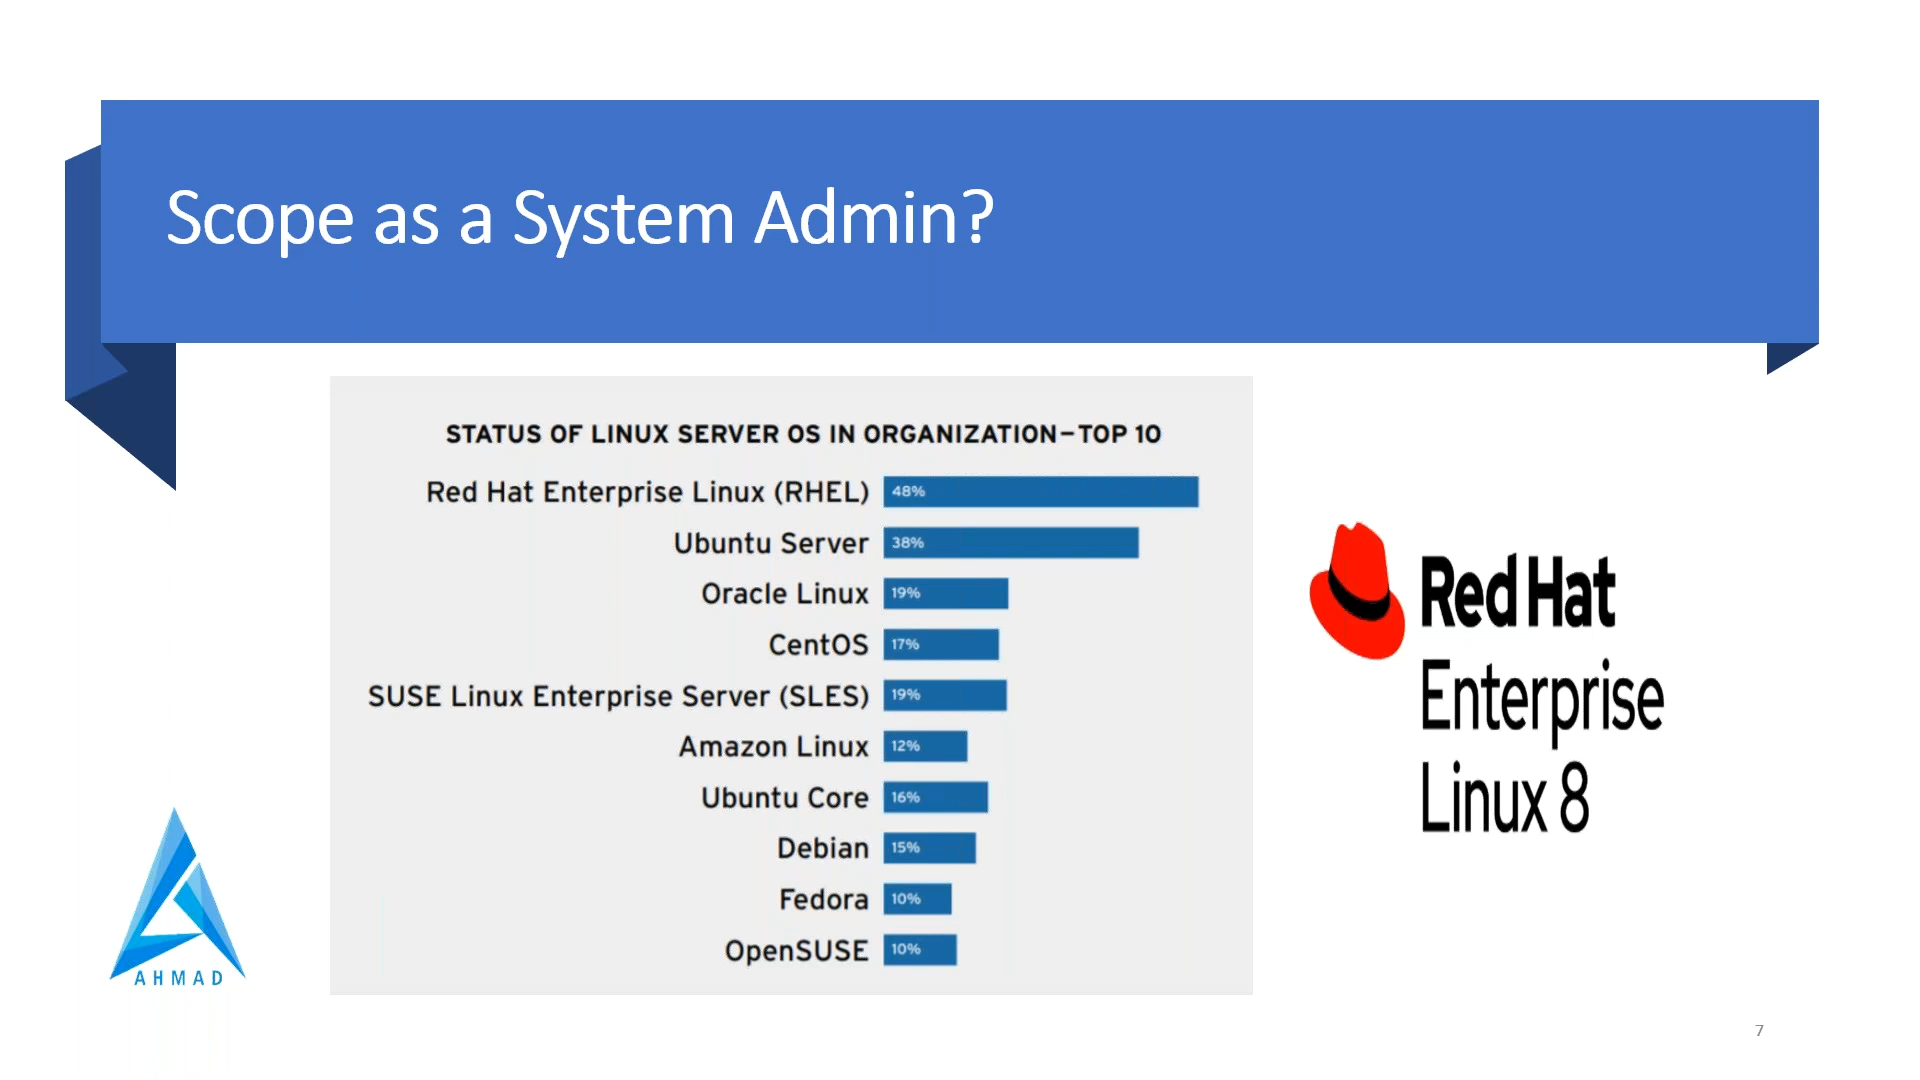 Scope as a System Admin?
STATUS OF LINUX SERVER OS IN ORGANIZATION–TOP 10
Red Hat Enterprise Linux (RHEL) 48%
Ubuntu Server 38%
Oracle Linux 19%
CentOS 17%
SUSE Linux Enterprise Server (SLES) 19%
Amazon Linux 12%
Ubuntu Core 16%
Debian 15%
Fedora 10%
OpenSUSE 10%
Red Hat
Enterprise
Linux 8
AHMAD
7